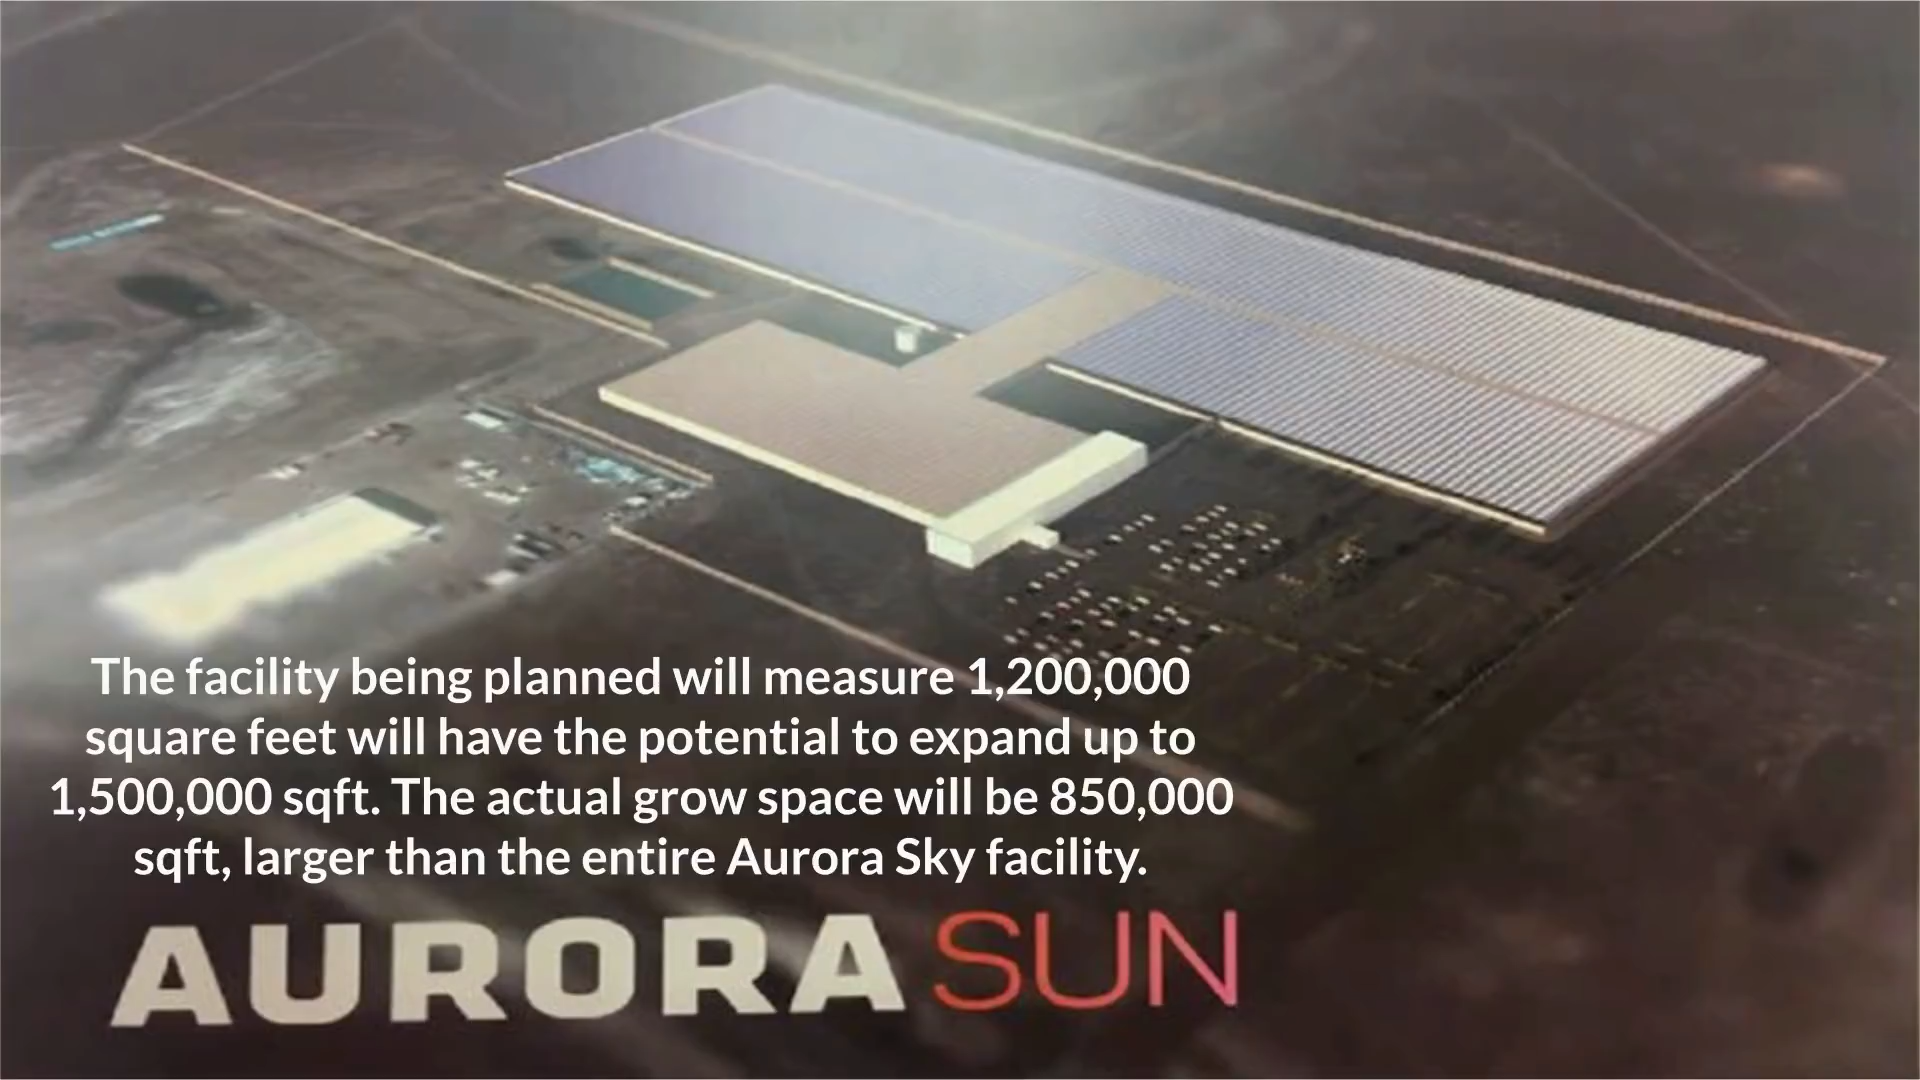 The facility being planned will measure 1,200,000
square feet will have the potential to expand up to
1,500,000 sqft. The actual grow space will be 850,000
sqft, larger than the entire Aurora Sky facility.
AURORA SUN